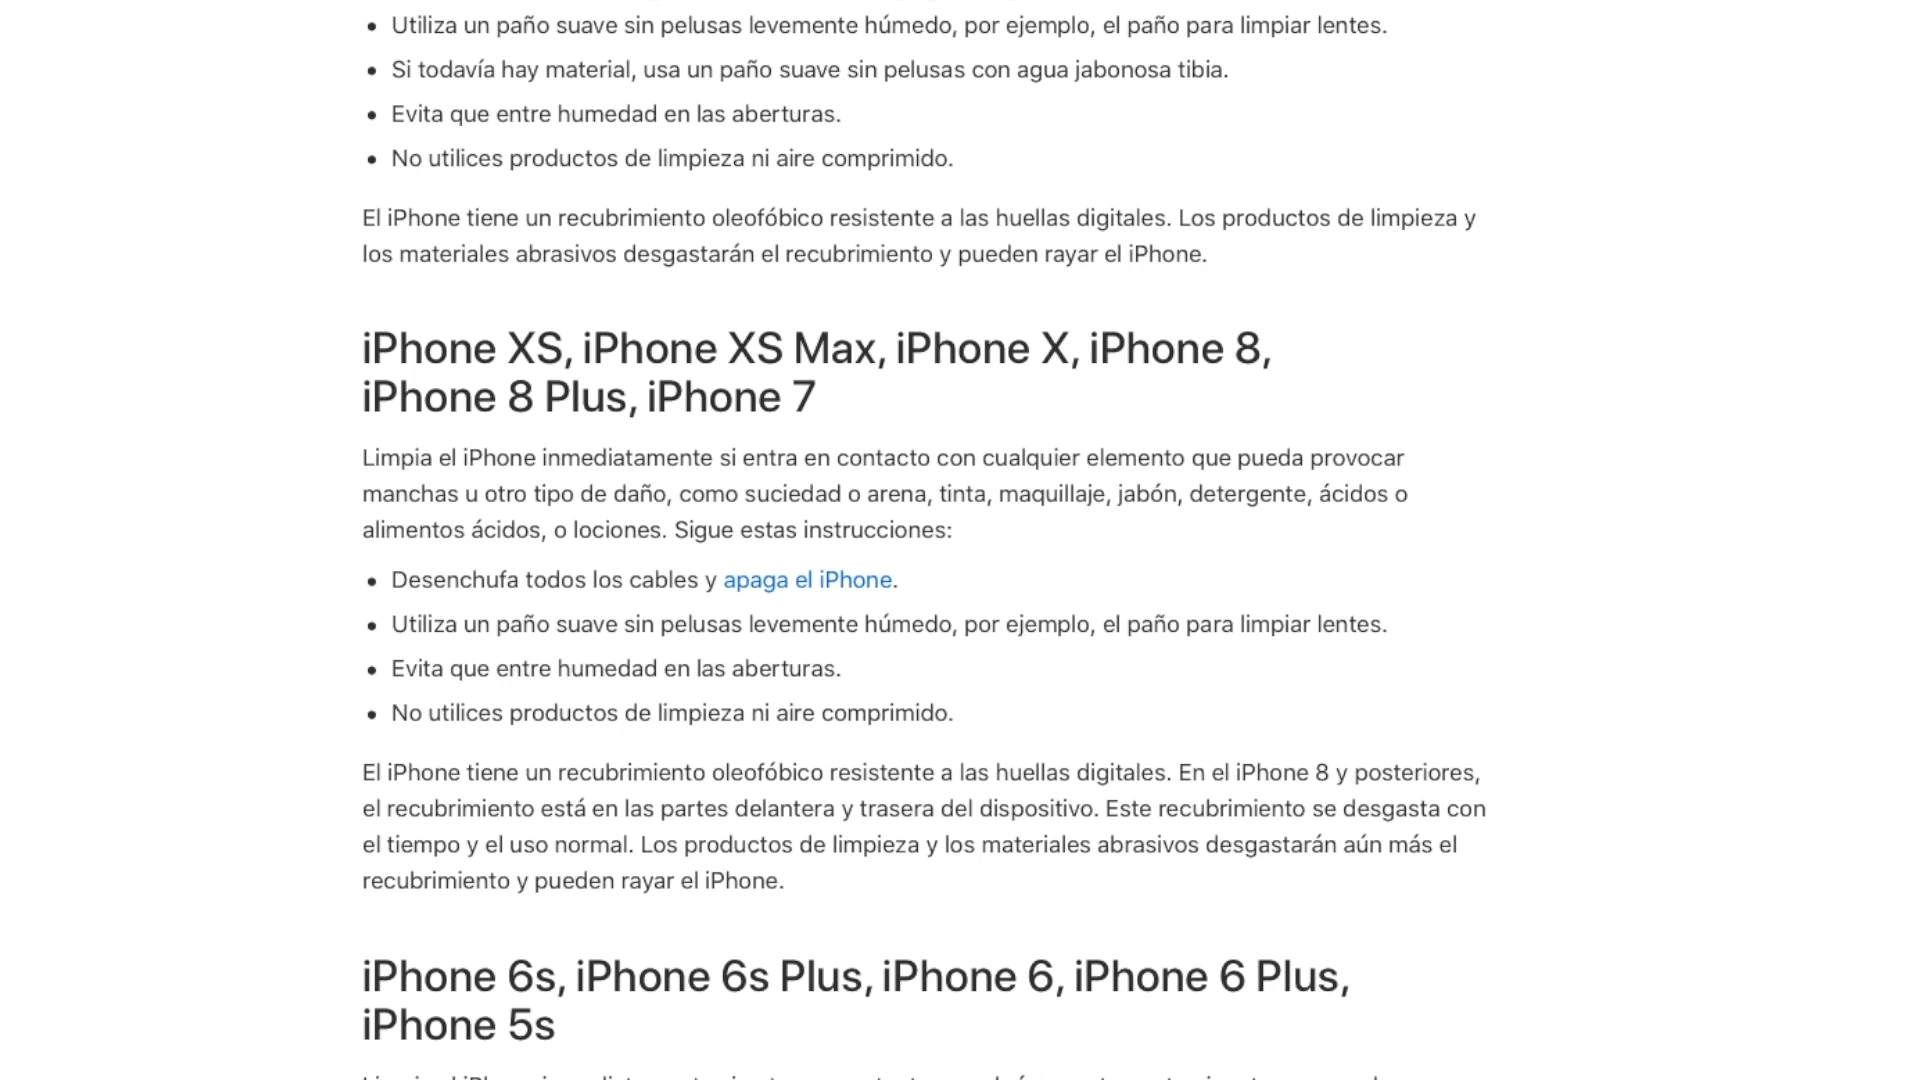 Utiliza un paño suave sin pelusas levemente húmedo, por ejemplo, el paño para limpiar lentes.
Si todavía hay material, usa un paño suave sin pelusas con agua jabonosa tibia.
Evita que entre humedad en las aberturas.
No utilices productos de limpieza ni aire comprimido.
El iPhone tiene un recubrimiento oleofóbico resistente a las huellas digitales. Los productos de limpieza y
los materiales abrasivos desgastarán el recubrimiento y pueden rayar el iPhone.
iPhone XS, iPhone XS Max, iPhone X, iPhone 8,
iPhone 8 Plus, iPhone 7
Limpia el iPhone inmediatamente si entra en contacto con cualquier elemento que pueda provocar
manchas u otro tipo de daño, como suciedad o arena, tinta, maquillaje, jabón, detergente, ácidos o
alimentos ácidos, o lociones. Sigue estas instrucciones:
Desenchufa todos los cables y apaga el iPhone.
Utiliza un paño suave sin pelusas levemente húmedo, por ejemplo, el paño para limpiar lentes.
Evita que entre humedad en las aberturas.
No utilices productos de limpieza ni aire comprimido.
El iPhone tiene un recubrimiento oleofóbico resistente a las huellas digitales. En el iPhone 8 y posteriores,
el recubrimiento está en las partes delantera y trasera del dispositivo. Este recubrimiento se desgasta con
el tiempo y el uso normal. Los productos de limpieza y los materiales abrasivos desgastarán aún más el
recubrimiento y pueden rayar el iPhone.
iPhone 6s, iPhone 6s Plus, iPhone 6, iPhone 6 Plus,
iPhone 5s